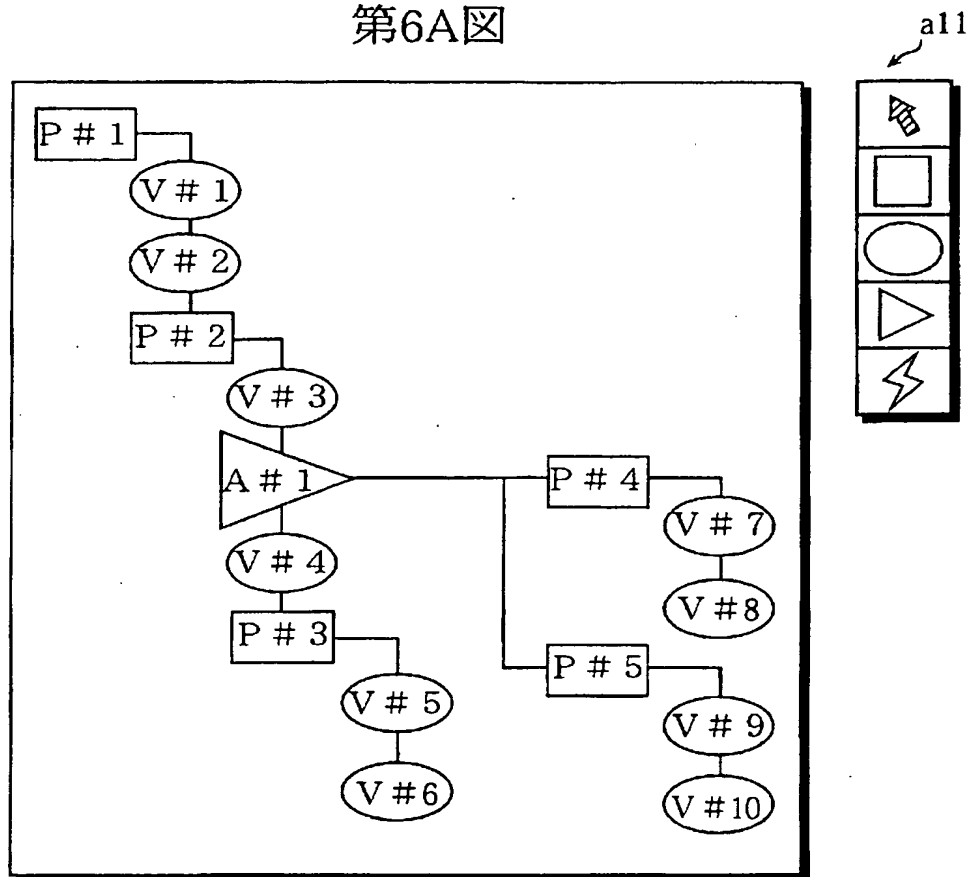 第6A図
a11
P # 1
V # 1
V # 2
P # 2
V # 3
A # 1
P # 4
V # 7
V # 4
V #8
P # 3
P # 5
V # 5
V # 9
V #6
V #10